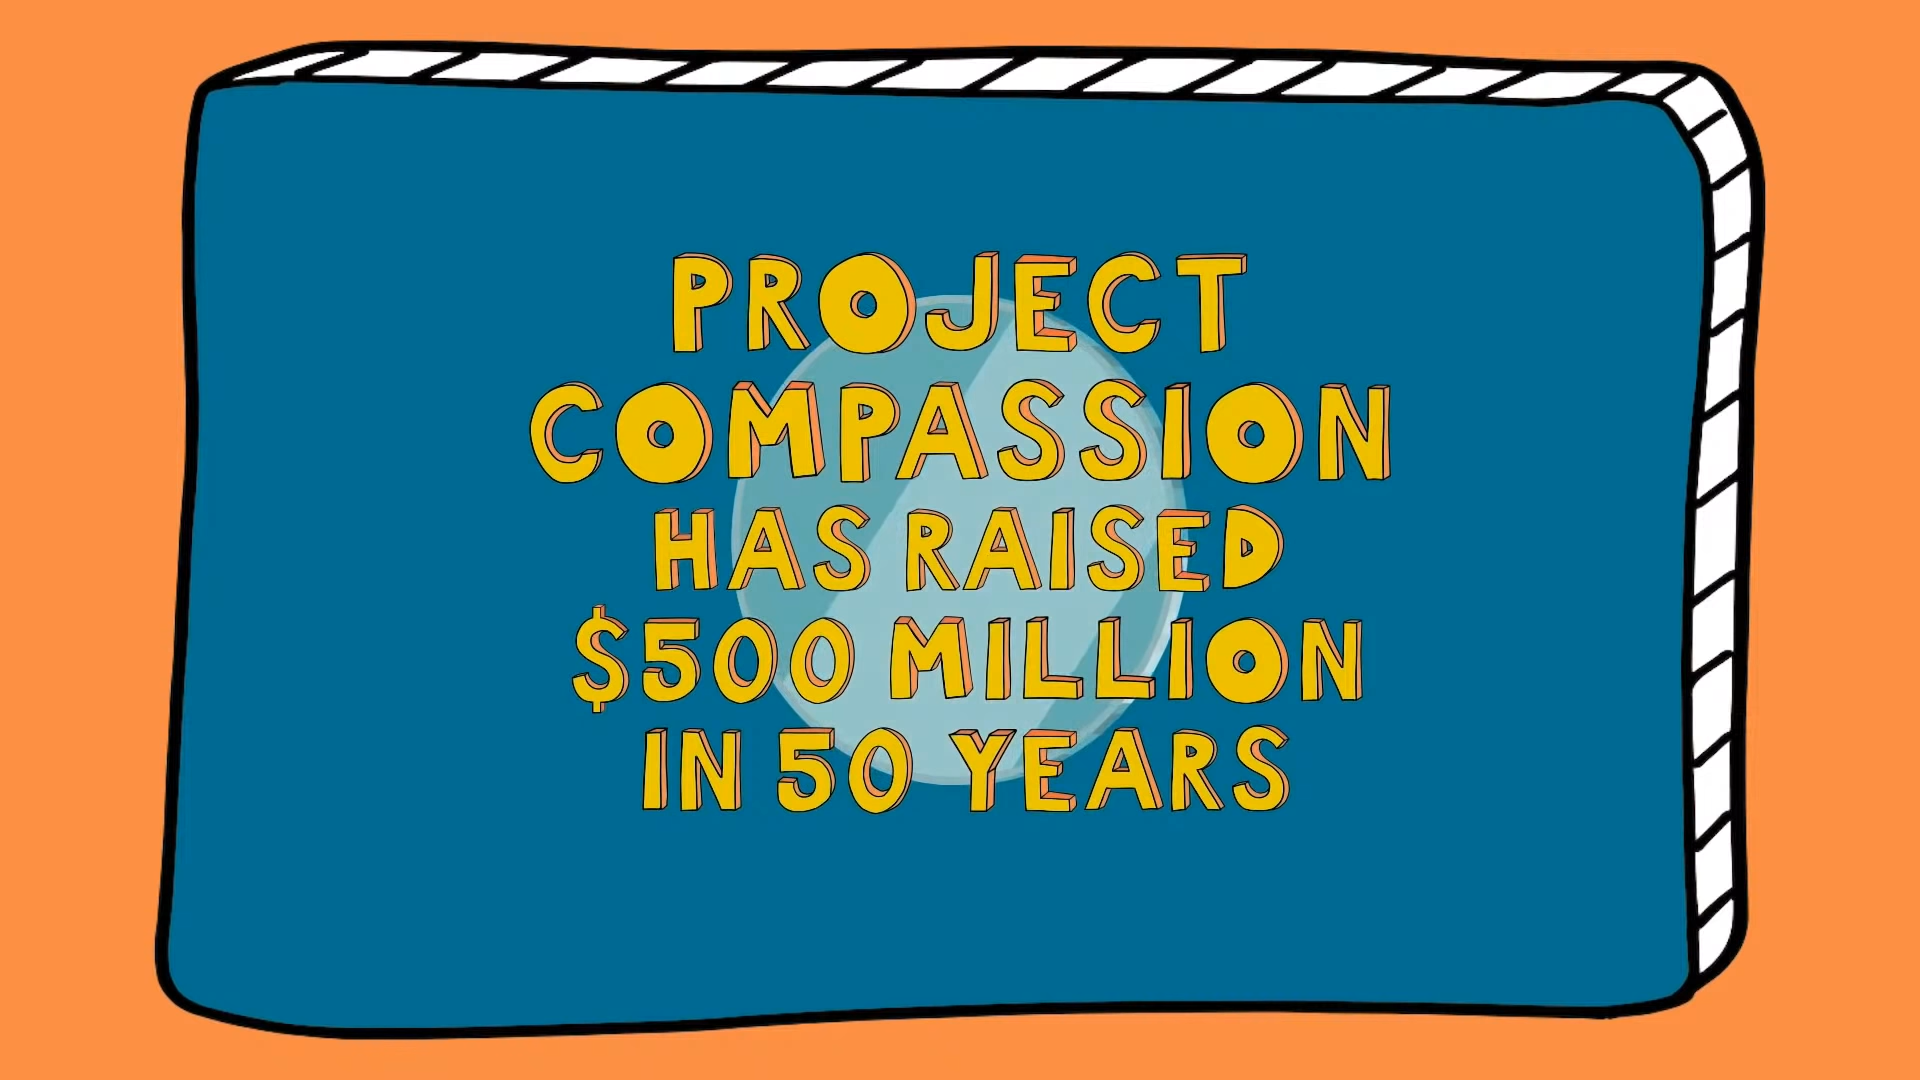 PROJECT
COMPASSION
HAS RAISED
$500 MILLION
IN 50 YEARS